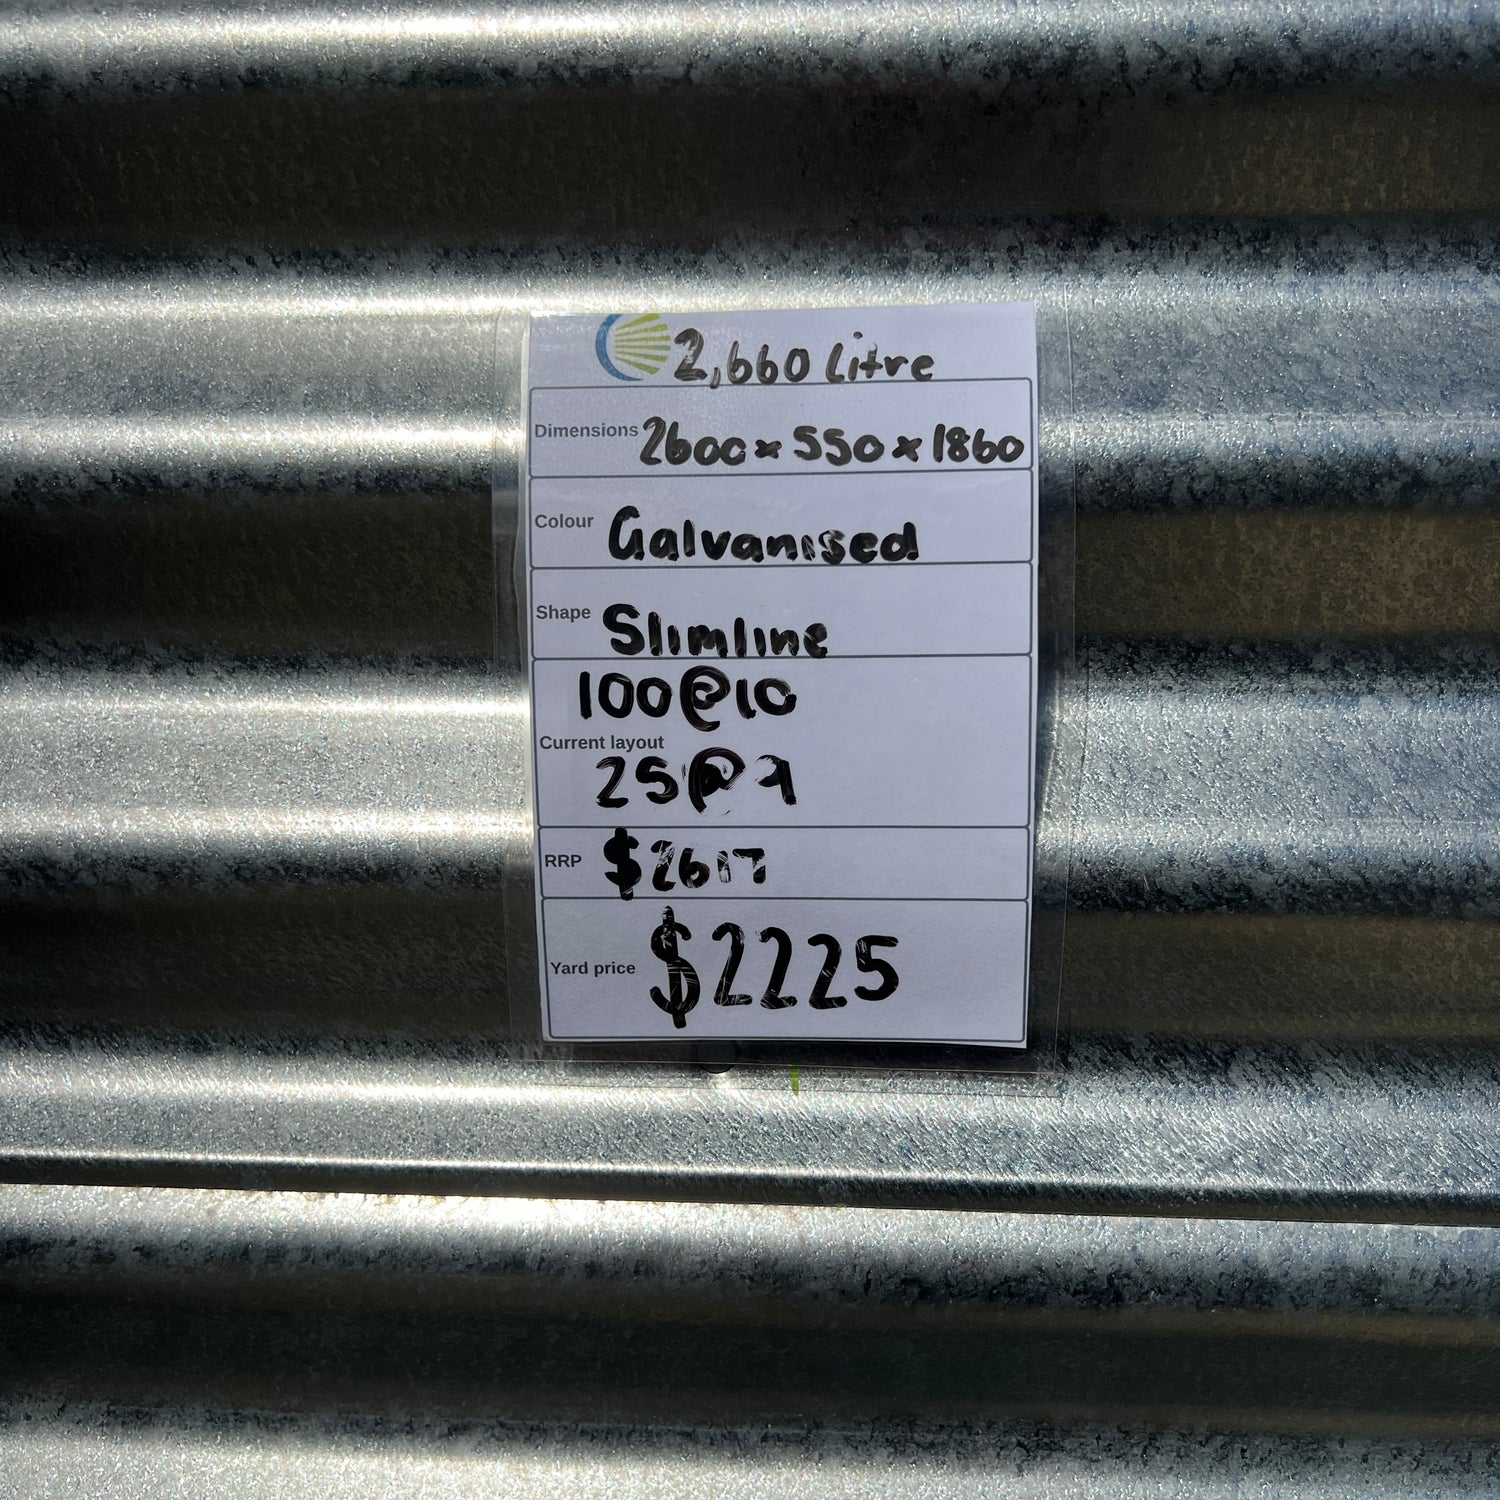 2,660 Litre
Dimensions 2600 x 550 x 1860
Colour Galvanised
Shape Slimline
100@10
Current layout
25@7
RRP $2617
Yard price $2225